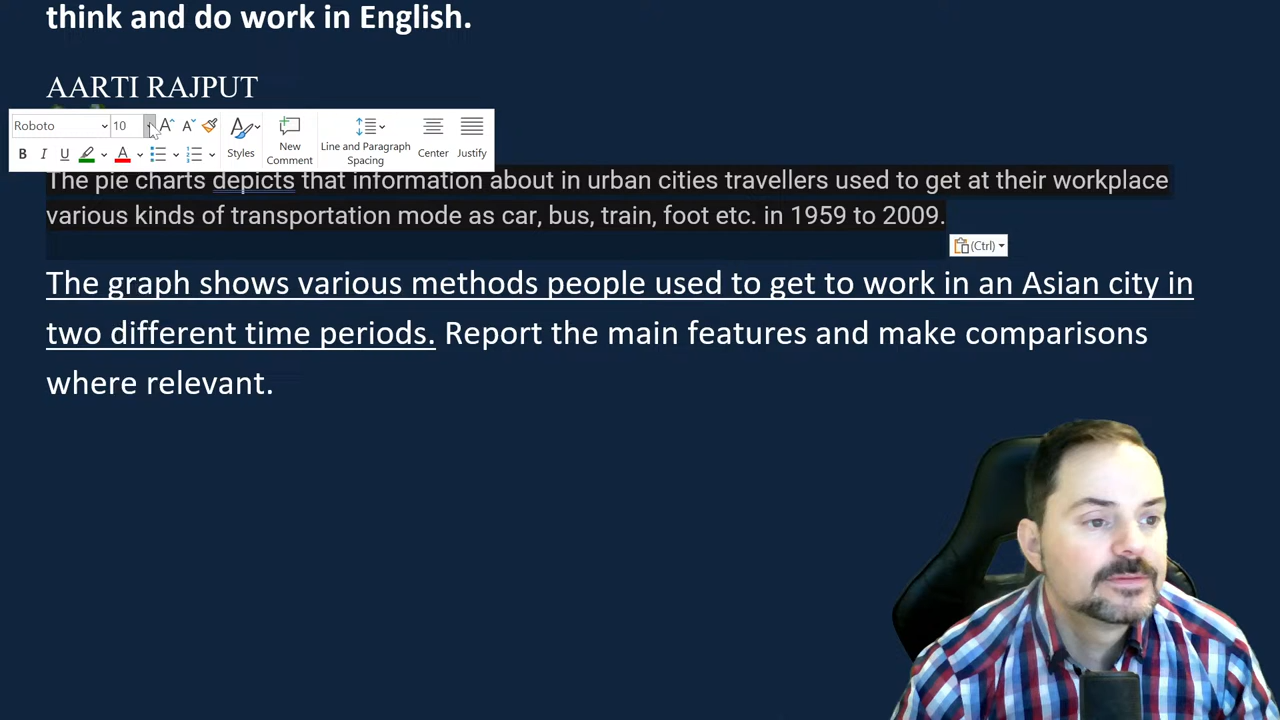 think and do work in English.
AARTI RAJPUT
Roboto 10
New Comment
Styles
Line and Paragraph Spacing
Center
Justify
B I U A
The pie charts depicts that information about in urban cities travellers used to get at their workplace
various kinds of transportation mode as car, bus, train, foot etc. in 1959 to 2009.
(Ctrl)
The graph shows various methods people used to get to work in an Asian city in
two different time periods. Report the main features and make comparisons
where relevant.